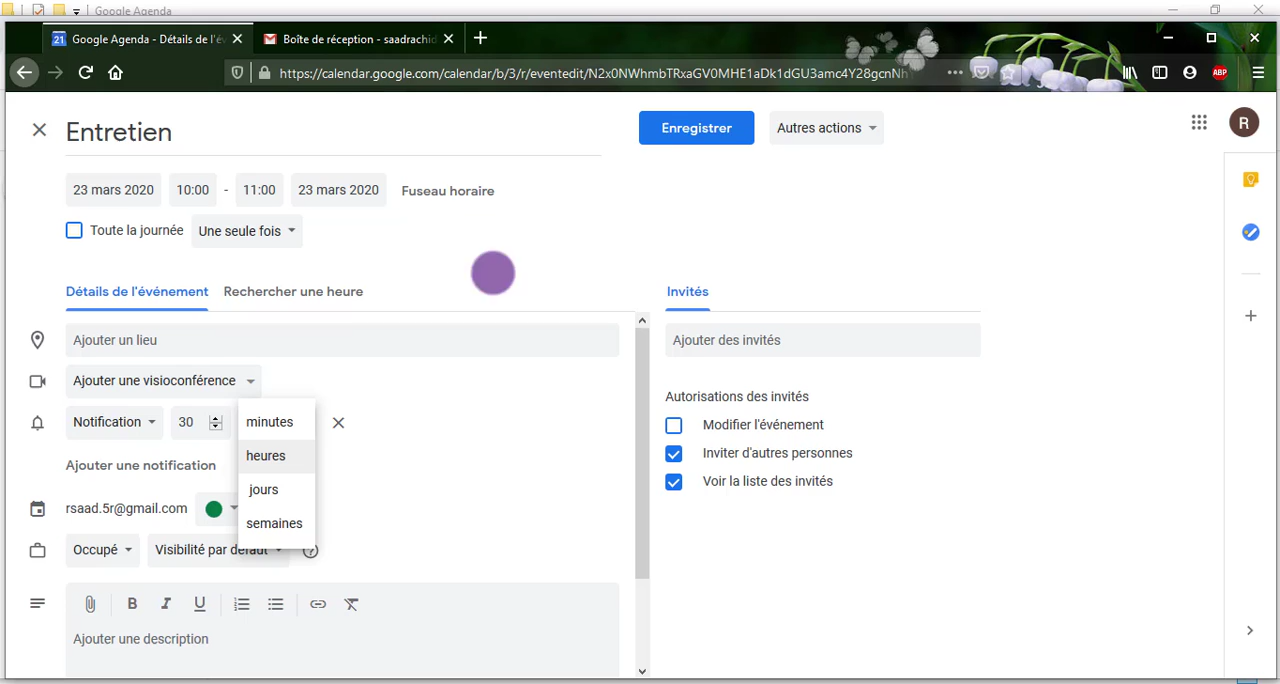 Google Agenda
21 Google Agenda - Détails de l'év
Boîte de réception - saadrachid
https://calendar.google.com/calendar/b/3/r/eventedit/N2x0NWhmbTRxaGV0MHE1aDk1dGU3amc4Y28gcnNh
ABP
Entretien
Enregistrer
Autres actions
R
23 mars 2020 10:00 - 11:00 23 mars 2020 Fuseau horaire
Toute la journée Une seule fois
Détails de l'événement Rechercher une heure
Invités
Ajouter un lieu
Ajouter des invités
Ajouter une visioconférence
Autorisations des invités
Notification 30 minutes
Modifier l'événement
heures
Inviter d'autres personnes
Ajouter une notification
Voir la liste des invités
jours
rsaad.5r@gmail.com
semaines
Occupé Visibilité par défaut
B I U
Ajouter une description